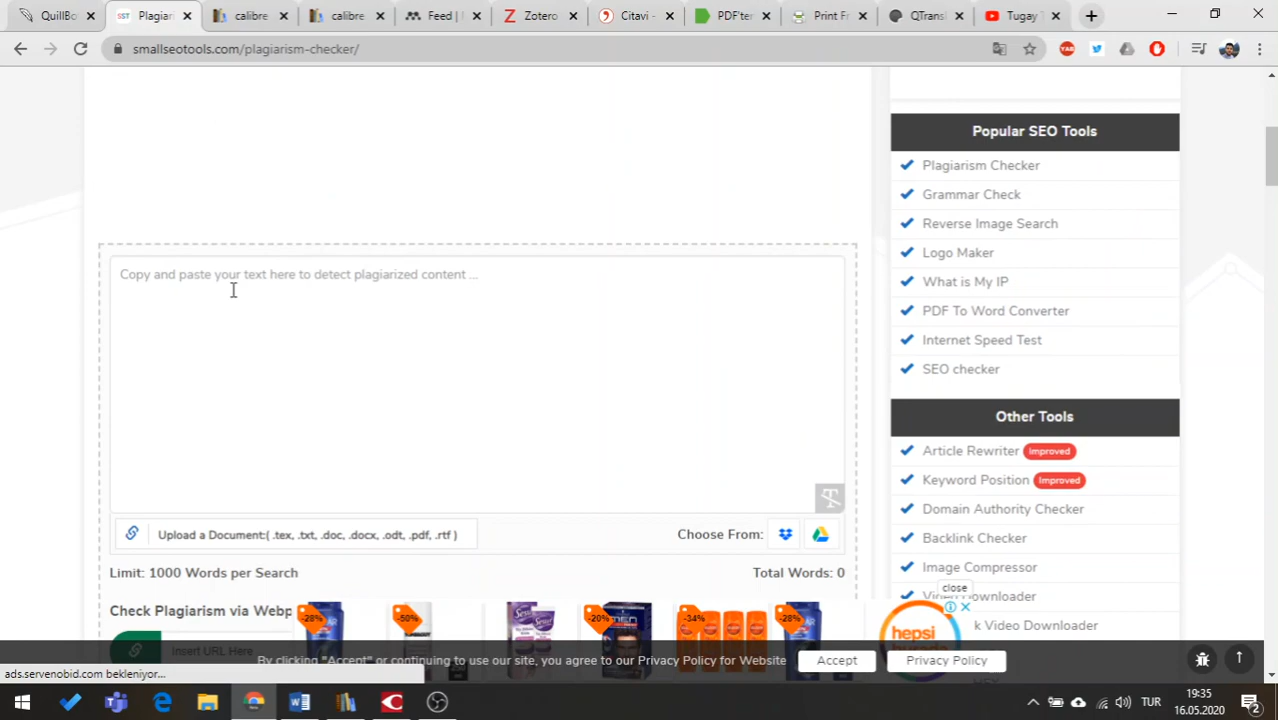 QuillBo
Plagiari
calibre
calibre
Feed |
Zotero
Citavi -
PDF'ter
Print Fr
QTransl
Tugay T
smallseotools.com/plagiarism-checker/
Popular SEO Tools
Plagiarism Checker
Grammar Check
Reverse Image Search
Logo Maker
What is My IP
PDF To Word Converter
Internet Speed Test
SEO checker
Copy and paste your text here to detect plagiarized content ...
Upload a Document:( .tex, .txt, .doc, .docx, .odt, .pdf, .rtf )
Choose From:
Limit: 1000 Words per Search
Total Words: 0
Check Plagiarism via Webp
Insert URL Here
Other Tools
Article Rewriter Improved
Keyword Position Improved
Domain Authority Checker
Backlink Checker
Image Compressor
close
Downloader
k Video Downloader
-28%
-50%
-20%
-34%
-28%
hepsi
By clicking "Accept" or continuing to use our site, you agree to our Privacy Policy for Website
Accept
Privacy Policy
ads.servenobid.com bekleniyor...
TUR
19:35
16.05.2020
2